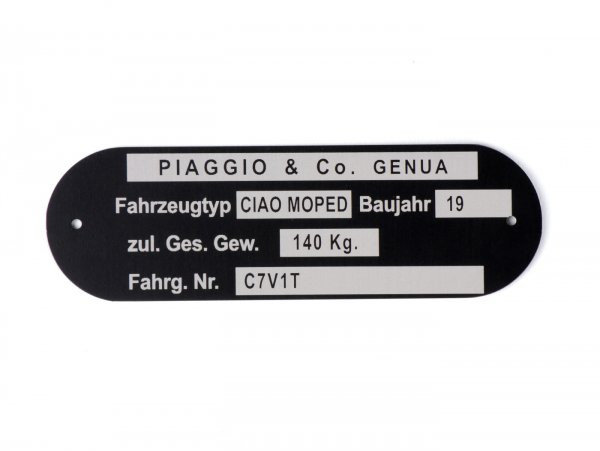 PIAGGIO & Co. GENUA
Fahrzeugtyp CIAO MOPED Baujahr 19
zul. Ges. Gew. 140 Kg.
Fahrg. Nr. C7V1T